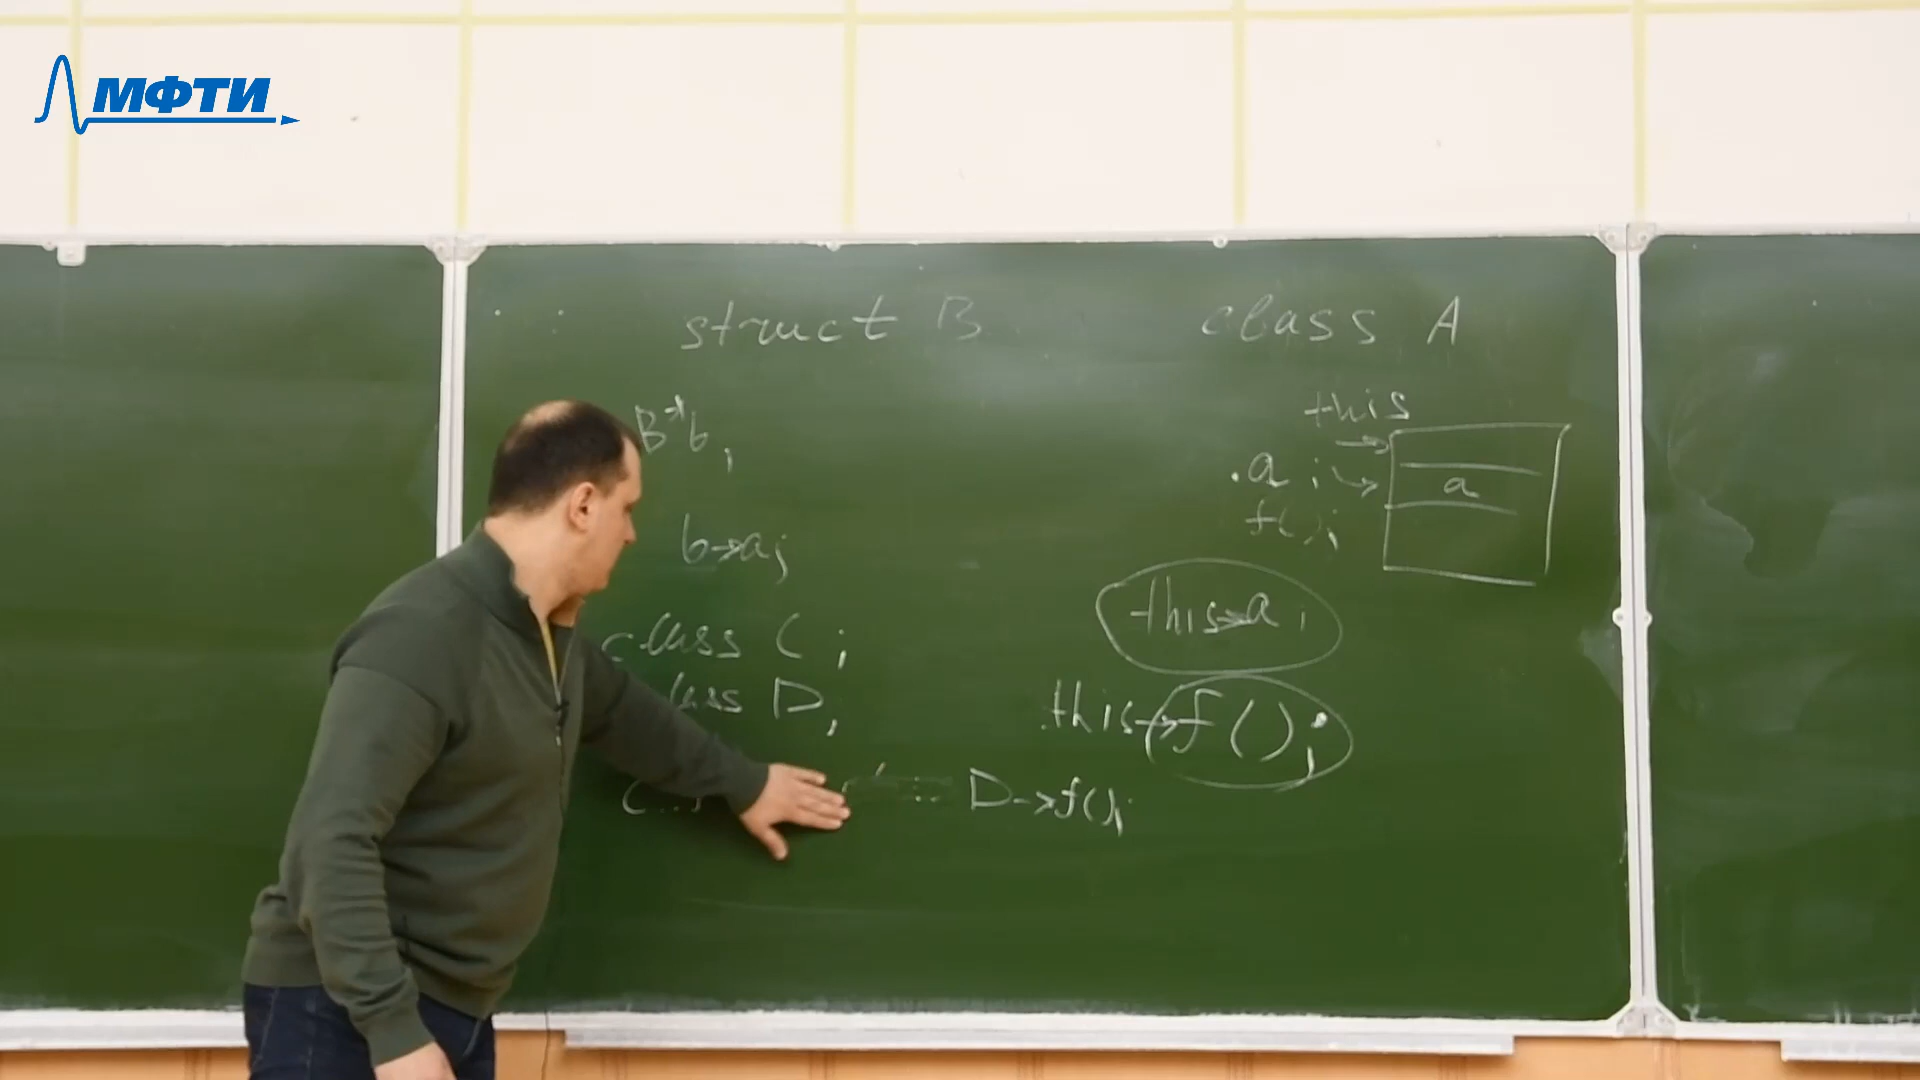 МФТИ
struct B
B*b;
b->a;
class C;
class D;
D->f();
class A
this
.a;
a
f();
this->a;
this->f();